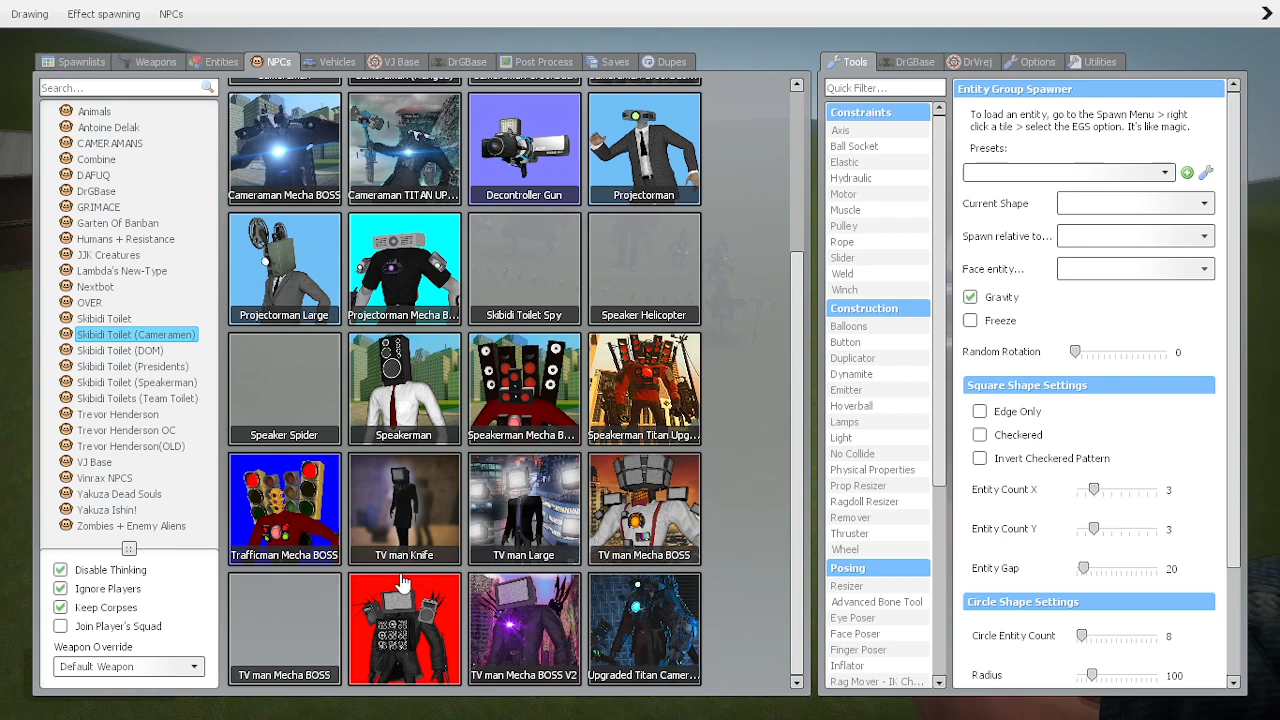 Drawing Effect spawning NPCs
Spawnlists Weapons Entities NPCs Vehicles VJ Base DrGBase Post Process Saves Dupes
Search...
Animals
Antoine Delak
CAMERAMANS
Combine
DAFUQ
DrGBase
GRIMACE
Garten Of Banban
Humans + Resistance
JJK Creatures
Lambda's New-Type
Nextbot
OVER
Skibidi Toilet
Skibidi Toilet (Cameramen)
Skibidi Toilet (DOM)
Skibidi Toilet (Presidents)
Skibidi Toilet (Speakerman)
Skibidi Toilets (Team Toilet)
Trevor Henderson
Trevor Henderson OC
Trevor Henderson(OLD)
VJ Base
Vinrax NPCS
Yakuza Dead Souls
Yakuza Ishin!
Zombies + Enemy Aliens
Disable Thinking
Ignore Players
Keep Corpses
Join Player's Squad
Weapon Override
Default Weapon
Cameraman Mecha BOSS Cameraman TITAN UP... Decontroller Gun Projectorman
Projectorman Large Projectorman Mecha B... Skibidi Toilet Spy Speaker Helicopter
Speaker Spider Speakerman Speakerman Mecha B... Speakerman Titan Upg...
Trafficman Mecha BOSS TV man Knife TV man Large TV man Mecha BOSS
TV man Mecha BOSS TV man Mecha BOSS V2 Upgraded Titan Camer...
Tools DrGBase DrVrej Options Utilities
Quick Filter...
Constraints
Axis
Ball Socket
Elastic
Hydraulic
Motor
Muscle
Pulley
Rope
Slider
Weld
Winch
Construction
Balloons
Button
Duplicator
Dynamite
Emitter
Hoverball
Lamps
Light
No Collide
Physical Properties
Prop Resizer
Ragdoll Resizer
Remover
Thruster
Wheel
Posing
Resizer
Advanced Bone Tool
Eye Poser
Face Poser
Finger Poser
Inflator
Rag Mover - IK Ch...
Entity Group Spawner
To load an entity, go to the Spawn Menu > right
click a tile > select the EGS option. It's like magic.
Presets:
Current Shape
Spawn relative to...
Face entity...
Gravity
Freeze
Random Rotation 0
Square Shape Settings
Edge Only
Checkered
Invert Checkered Pattern
Entity Count X 3
Entity Count Y 3
Entity Gap 20
Circle Shape Settings
Circle Entity Count 8
Radius 100